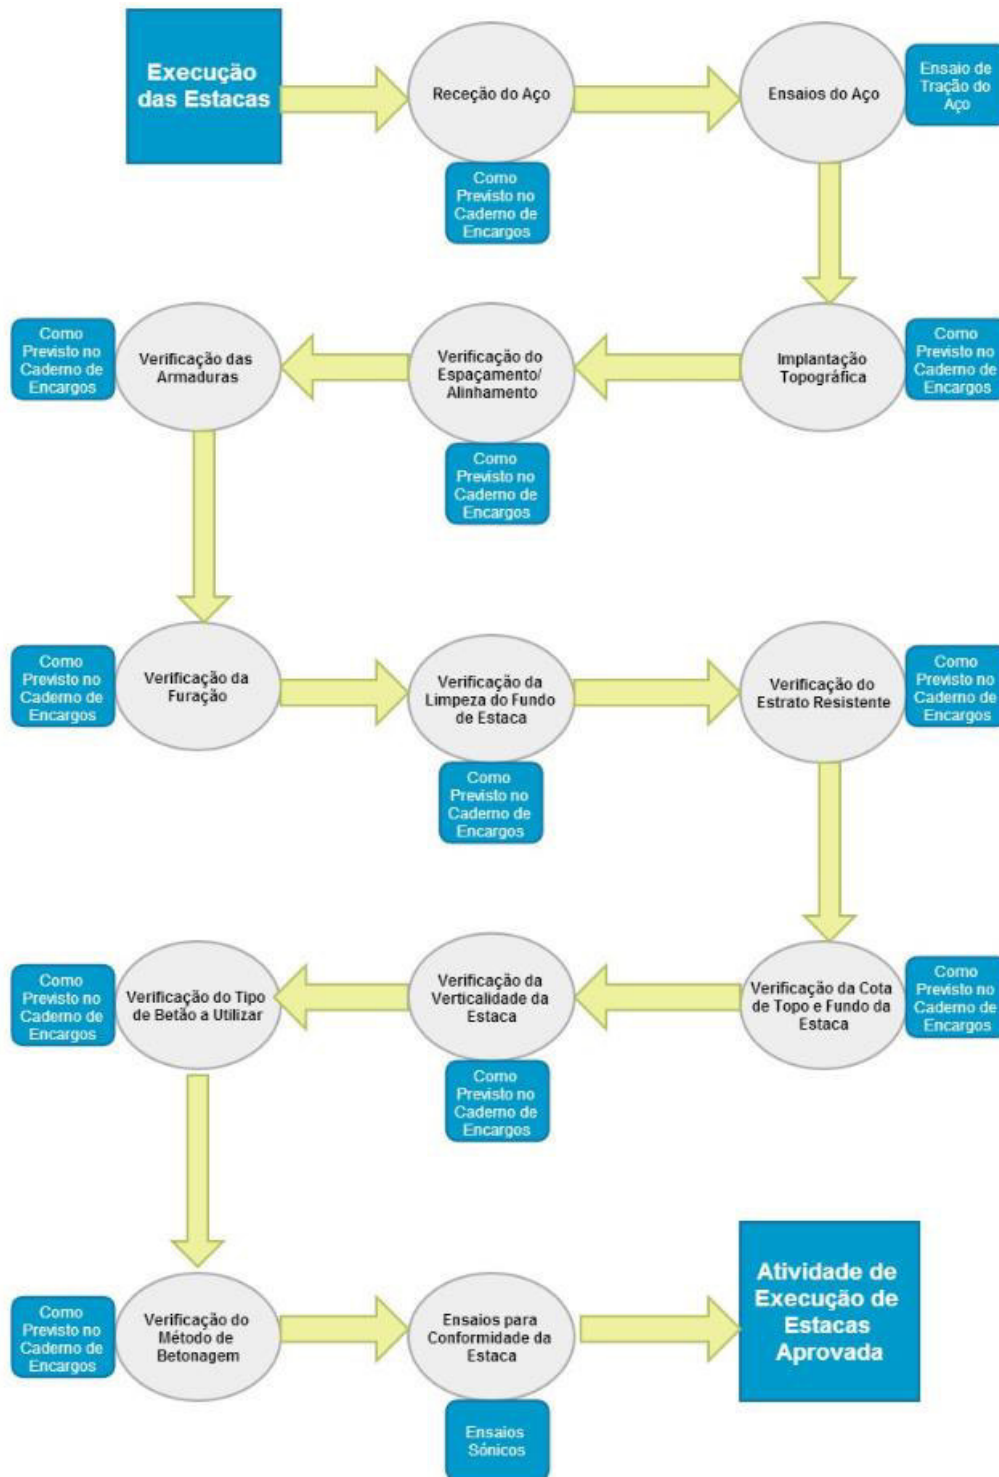 Execução
das Estacas
Receção do Aço
Como
Previsto no
Caderno de
Encargos
Ensaios do Aço
Ensaio de
Tração do
Aço
Implantação
Topográfica
Como
Previsto no
Caderno de
Encargos
Verificação do
Espaçamento/
Alinhamento
Como
Previsto no
Caderno de
Encargos
Verificação das
Armaduras
Como
Previsto no
Caderno de
Encargos
Verificação da
Furação
Como
Previsto no
Caderno de
Encargos
Verificação da
Limpeza do Fundo
de Estaca
Como
Previsto no
Caderno de
Encargos
Verificação do
Estrato Resistente
Como
Previsto no
Caderno de
Encargos
Verificação da Cota
de Topo e Fundo da
Estaca
Como
Previsto no
Caderno de
Encargos
Verificação da
Verticalidade da
Estaca
Como
Previsto no
Caderno de
Encargos
Verificação do Tipo
de Betão a Utilizar
Como
Previsto no
Caderno de
Encargos
Verificação do
Método de
Betonagem
Como
Previsto no
Caderno de
Encargos
Ensaios para
Conformidade da
Estaca
Ensaios
Sónicos
Atividade de
Execução de
Estacas
Aprovada